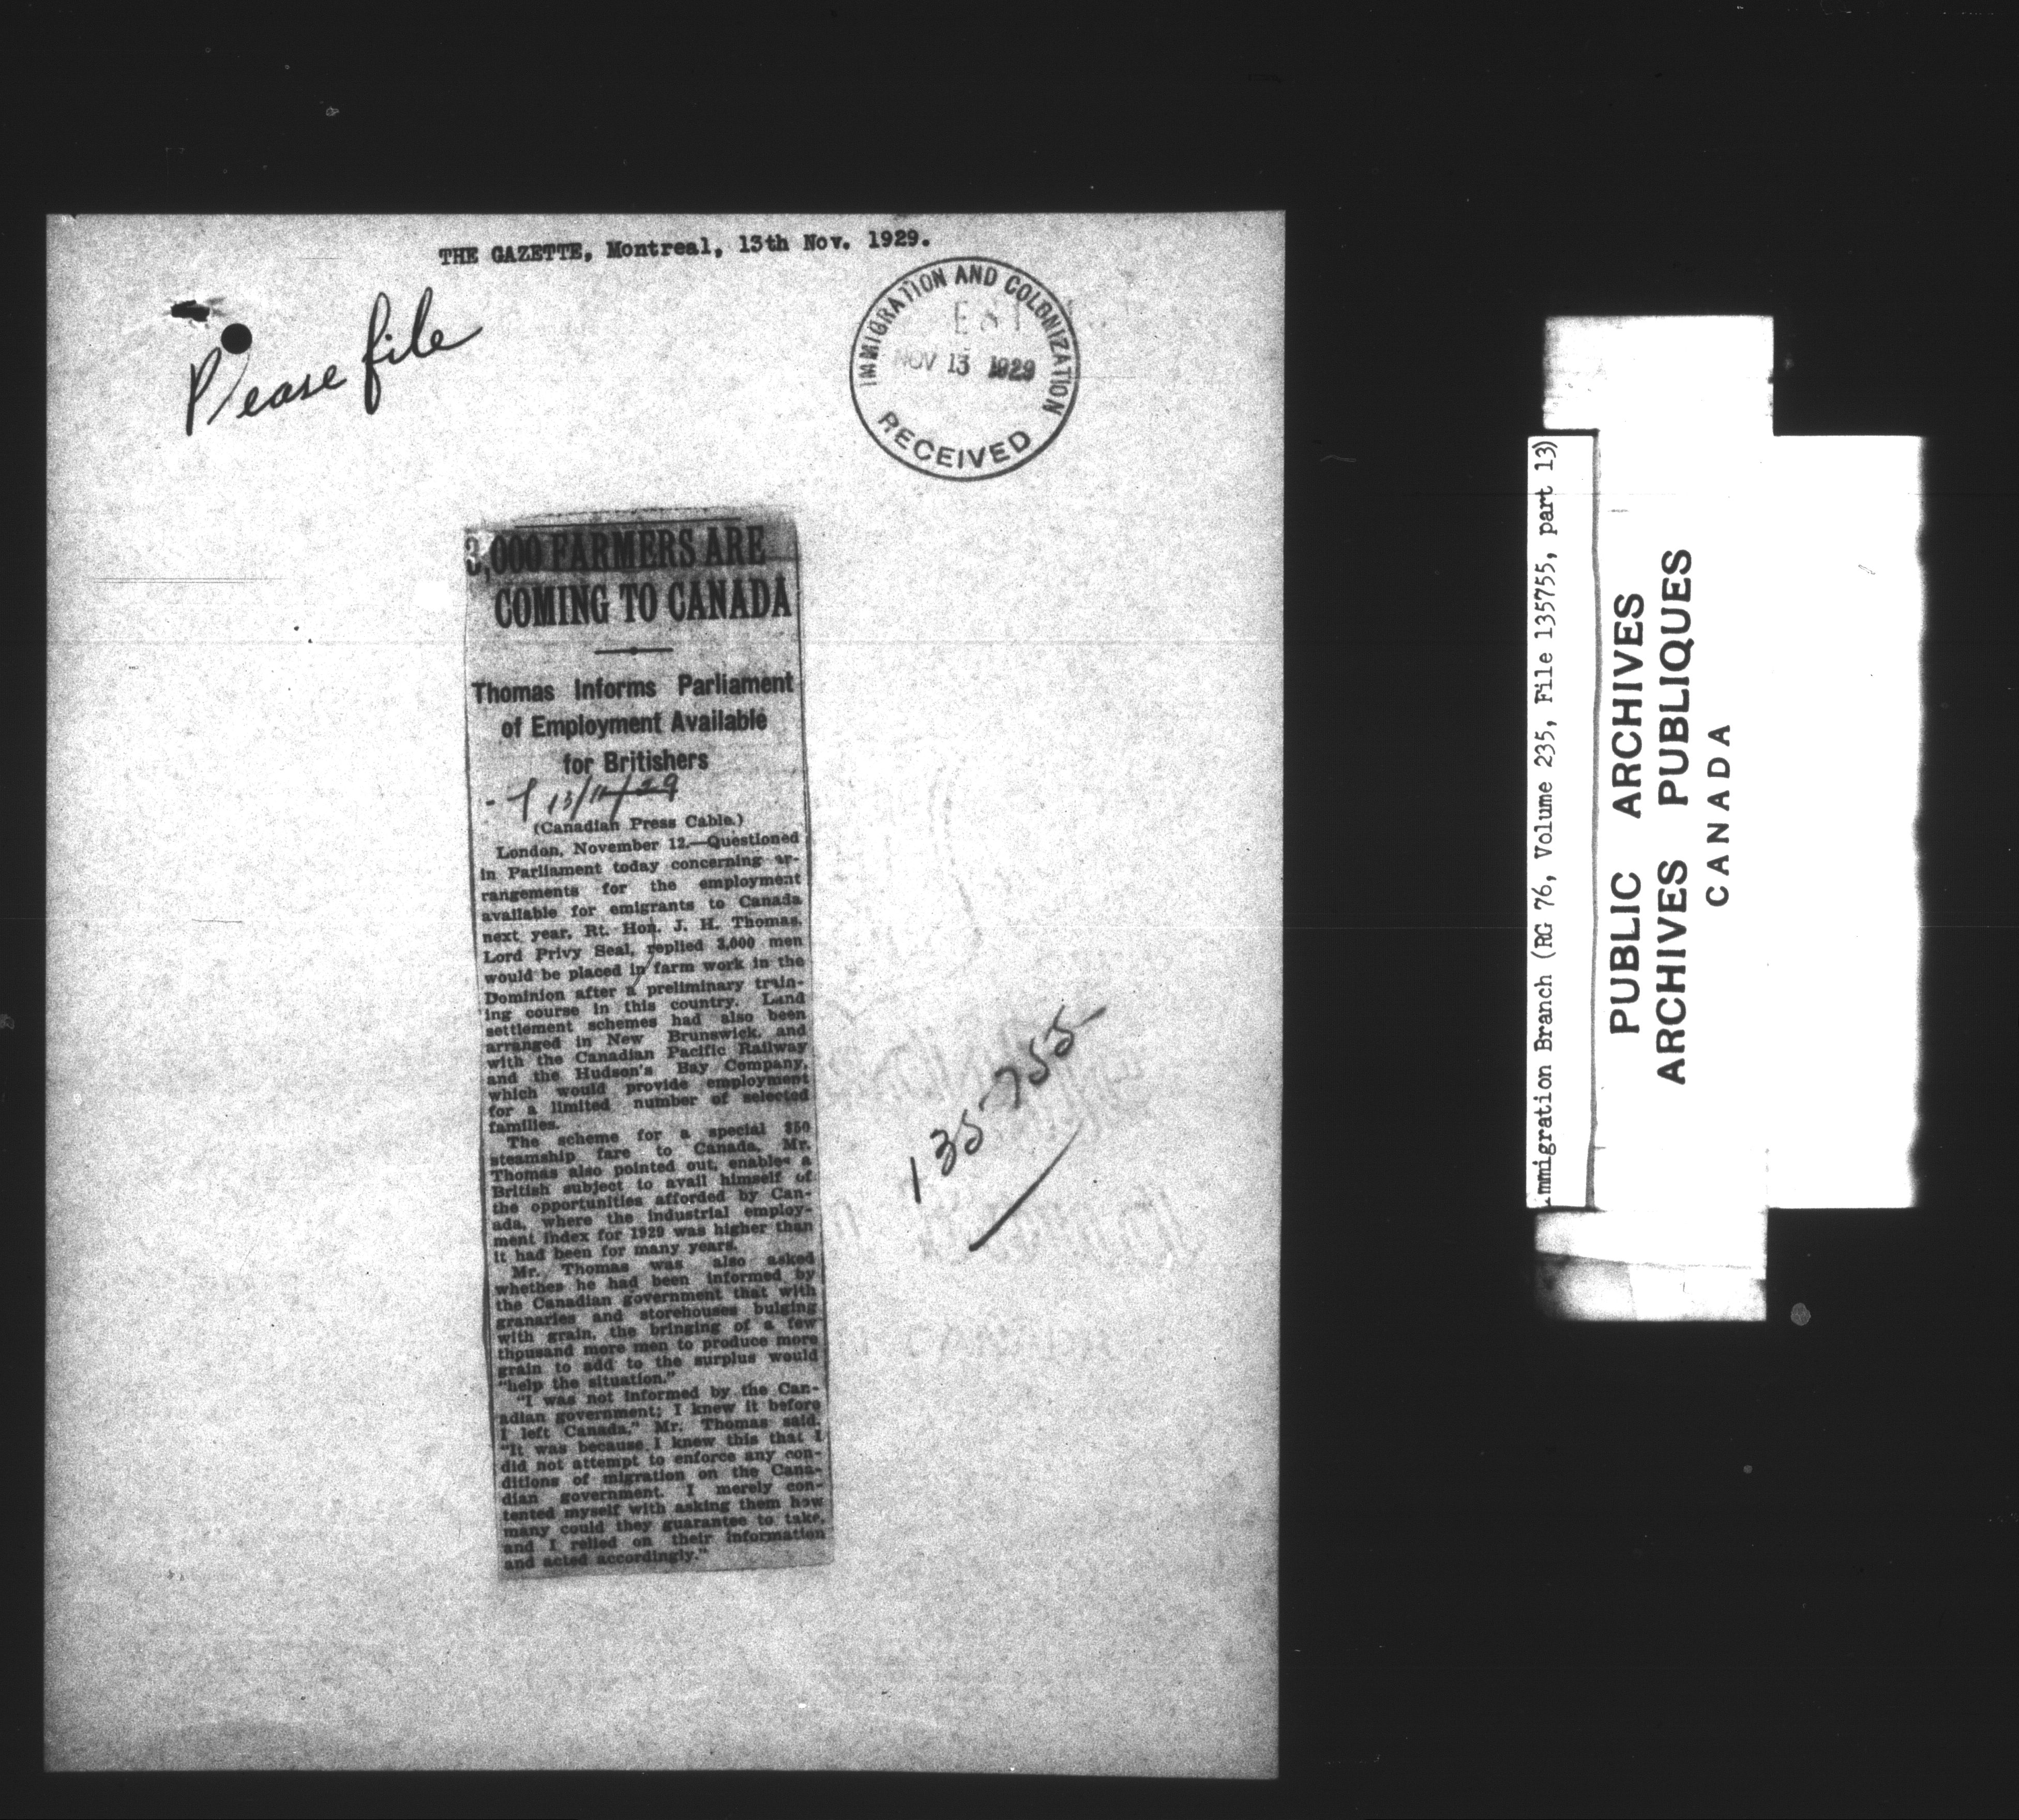 THE GAZETTE, Montreal, 13th Nov. 1929.
Please file
IMMIGRATION AND COLONIZATION
NOV 13 1929
RECEIVED
3,000 FARMERS ARE
COMING TO CANADA
Thomas Informs Parliament
of Employment Available
for Britishers
13/11/29
(Canadian Press Cable.)
London, November 12.—Questioned
in Parliament today concerning ar-
rangements for the employment
available for emigrants to Canada
next year, Rt. Hon. J. H. Thomas,
Lord Privy Seal, replied 3,000 men
would be placed in farm work in the
Dominion after a preliminary train-
ing course in this country. Land
settlement schemes had also been
arranged in New Brunswick, and
with the Canadian Pacific Railway
and the Hudson's Bay Company,
which would provide employment
for a limited number of selected
families.
The scheme for a special $50
steamship fare to Canada, Mr.
Thomas also pointed out, enables a
British subject to avail himself of
the opportunities afforded by Can-
ada, where the industrial employ-
ment index for 1929 was higher than
it had been for many years.
Mr. Thomas was also asked
whether he had been informed by
the Canadian government that with
granaries and storehouses bulging
with grain, the bringing of a few
thousand more men to produce more
grain to add to the surplus would
"help the situation."
"I was not informed by the Can-
adian government; I knew it before
I left Canada," Mr. Thomas said.
"It was because I knew this that I
did not attempt to enforce any con-
ditions of migration on the Cana-
dian government. I merely con-
tented myself with asking them how
many could they guarantee to take,
and I relied on their information
and acted accordingly."
135755
mmigration Branch (RG 76, Volume 235, File 135755, part 13)
PUBLIC ARCHIVES
ARCHIVES PUBLIQUES
CANADA